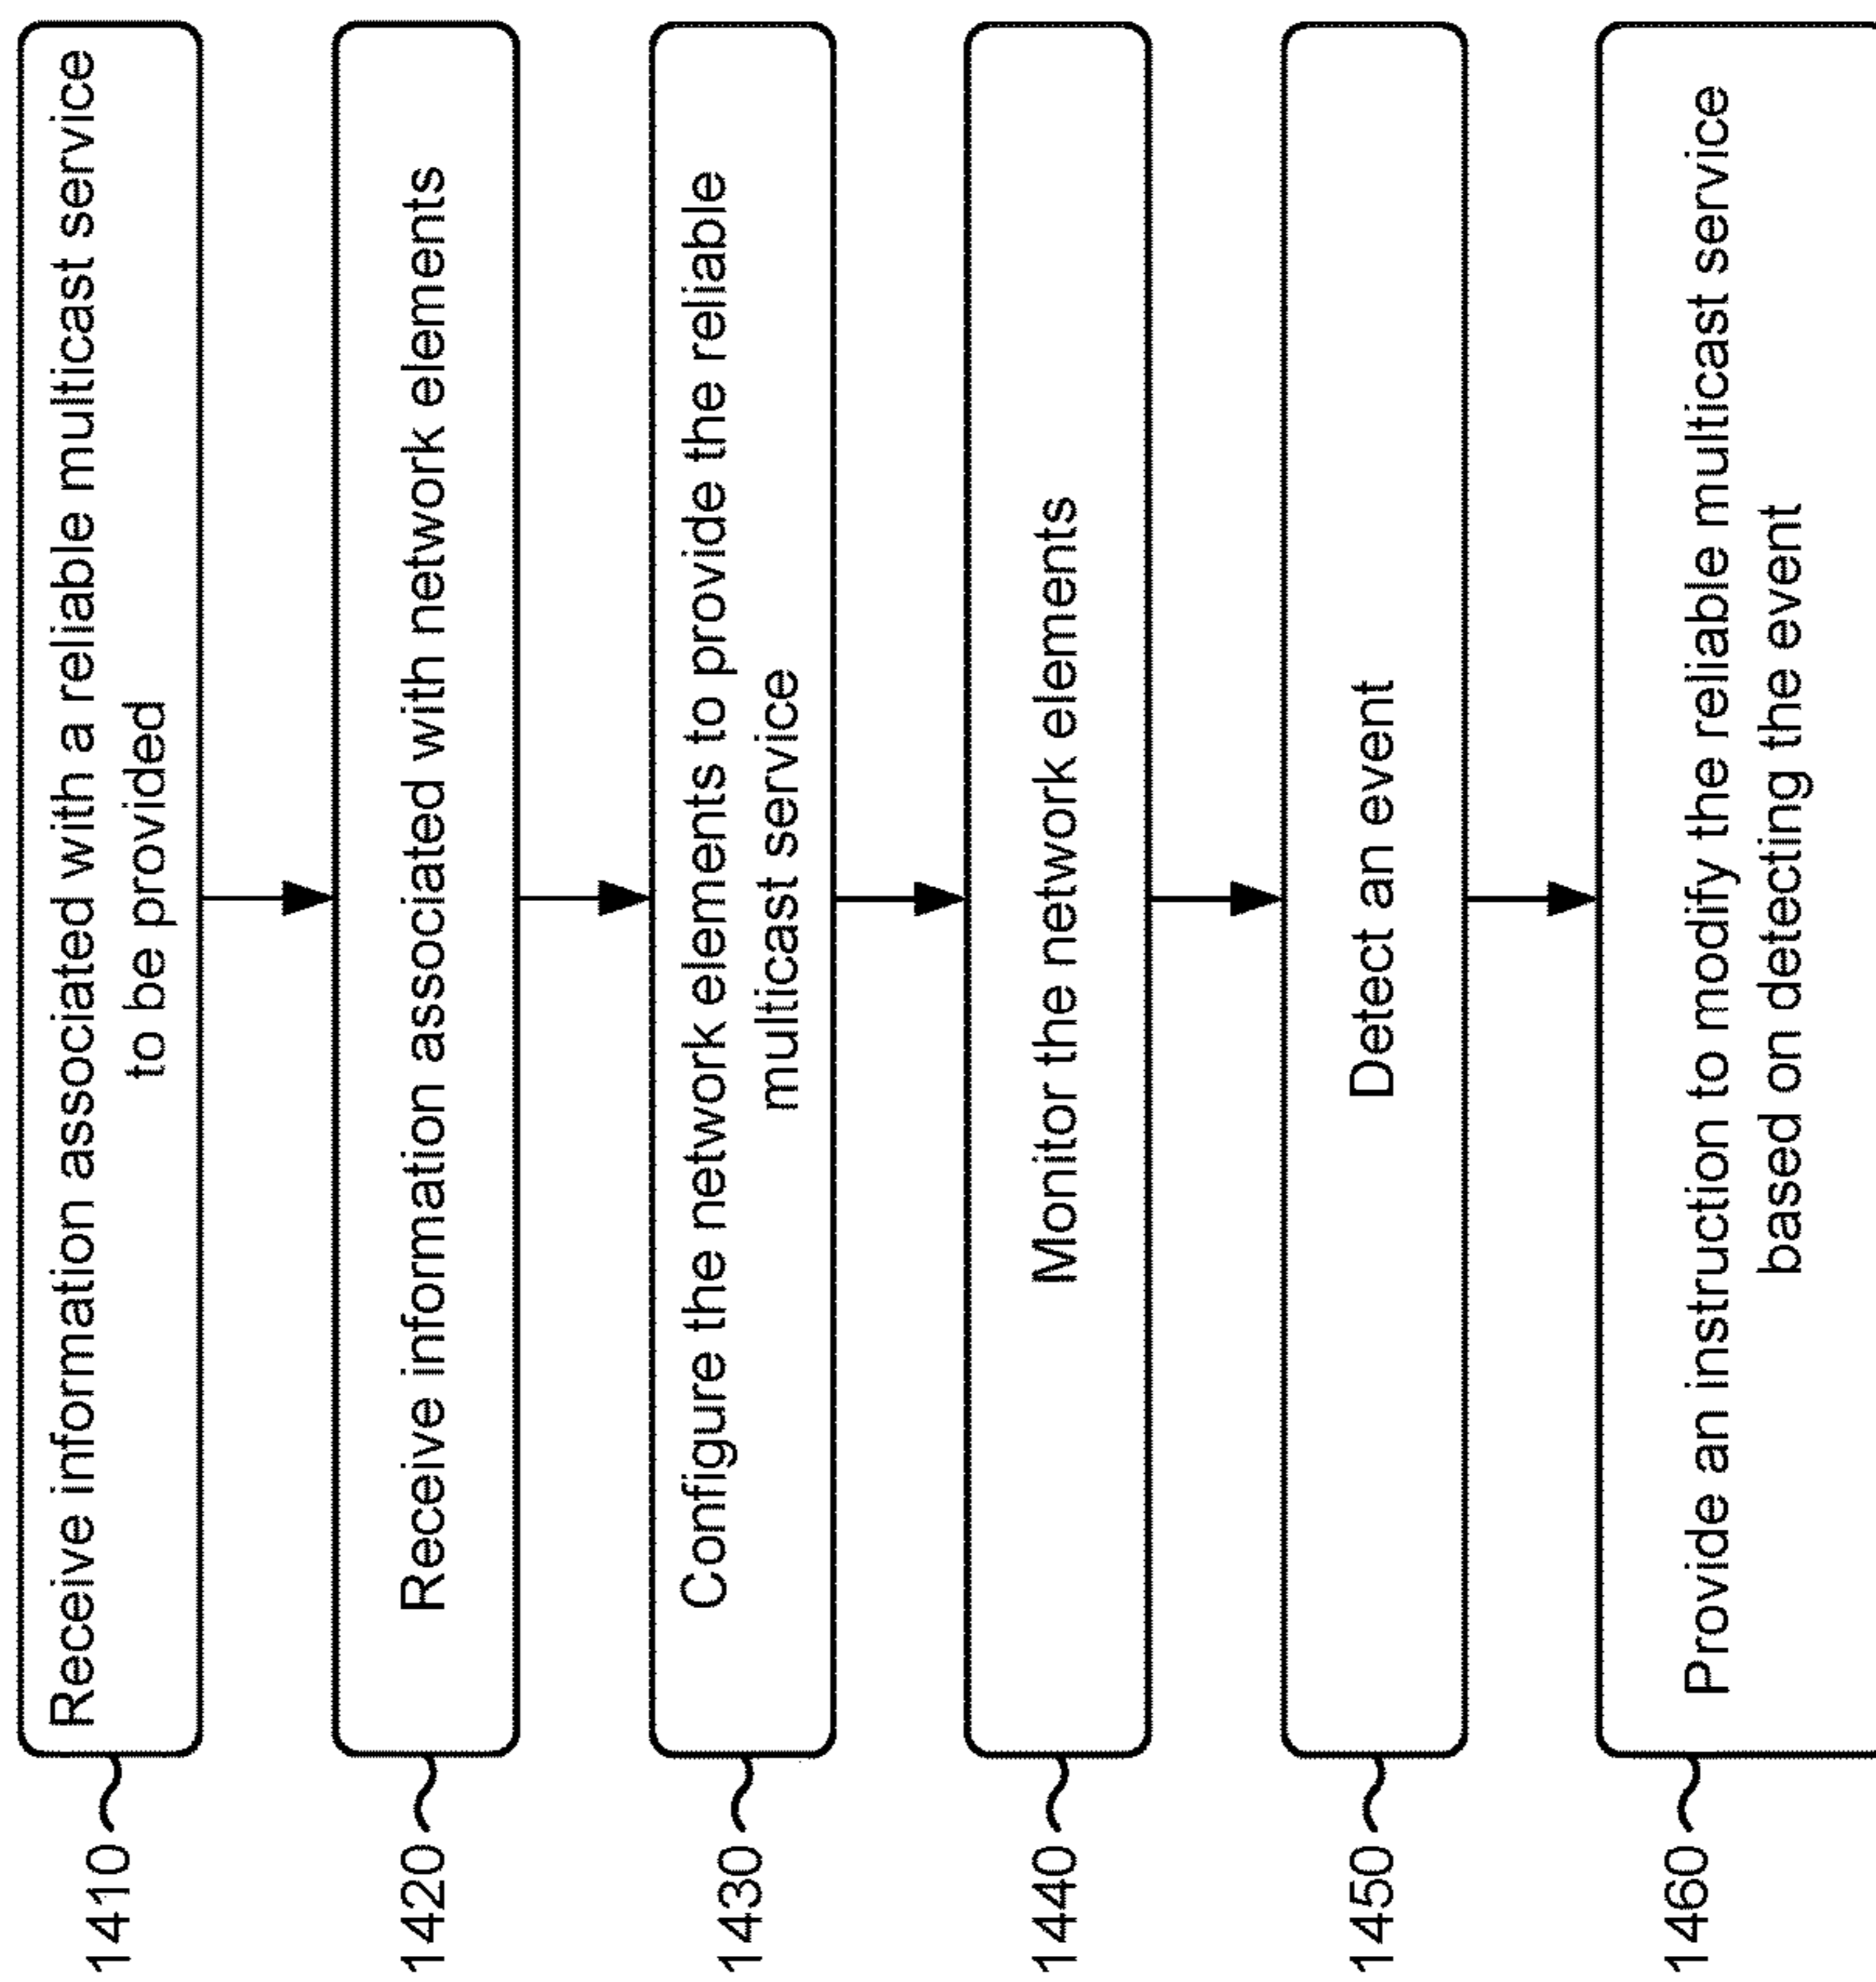 1410
Receive information associated with a reliable multicast service
to be provided
1420
Receive information associated with network elements
1430
Configure the network elements to provide the reliable
multicast service
1440
Monitor the network elements
1450
Detect an event
1460
Provide an instruction to modify the reliable multicast service
based on detecting the event